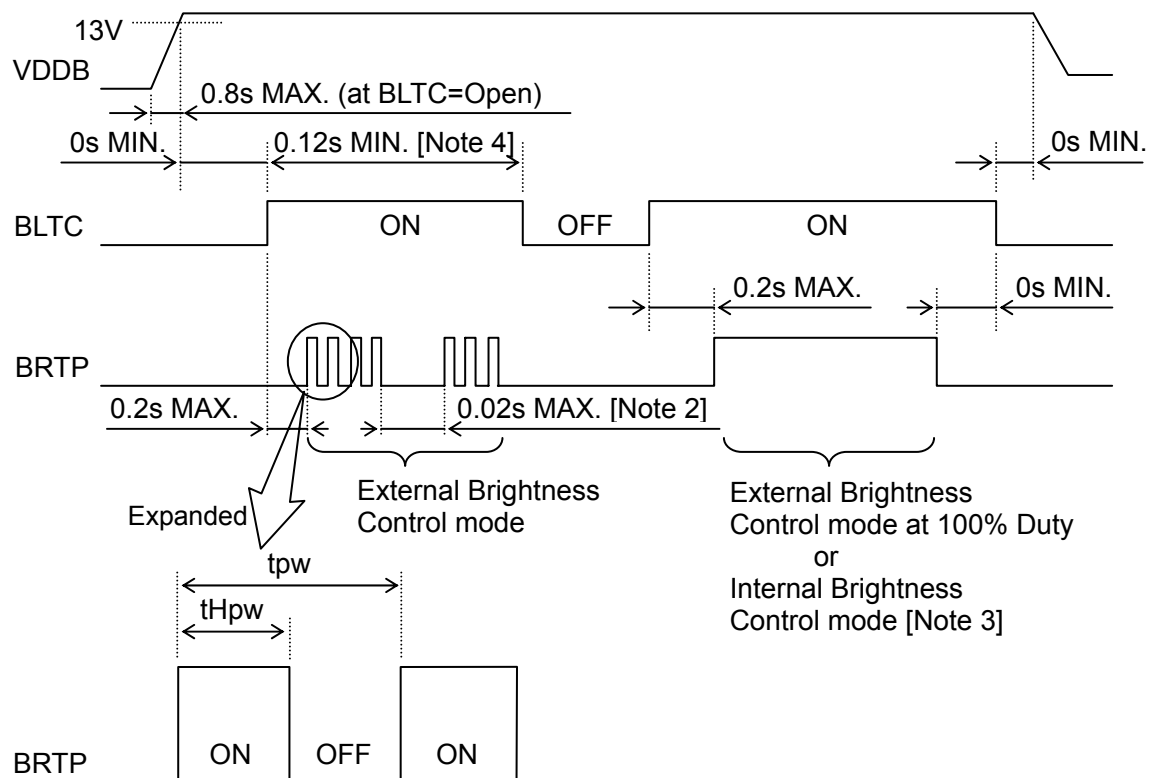 13V
VDDB
0.8s MAX. (at BLTC=Open)
0s MIN.
0.12s MIN. [Note 4]
0s MIN.
BLTC
ON
OFF
ON
0.2s MAX.
0s MIN.
BRTP
0.2s MAX.
0.02s MAX. [Note 2]
Expanded
External Brightness
Control mode
External Brightness
Control mode at 100% Duty
or
Internal Brightness
Control mode [Note 3]
tpw
tHpw
BRTP
ON
OFF
ON